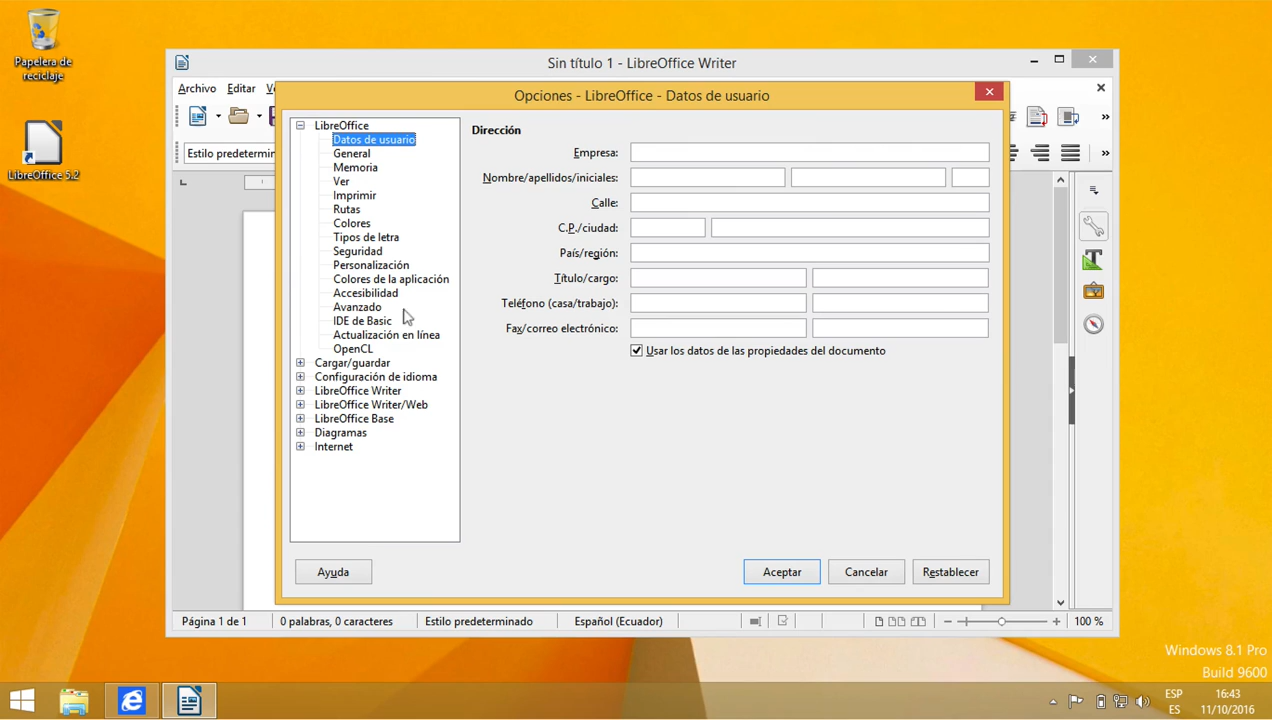 Papelera de
reciclaje
LibreOffice 5.2
Sin título 1 - LibreOffice Writer
Archivo Editar
Estilo predetermin
Opciones - LibreOffice - Datos de usuario
LibreOffice
Datos de usuario
General
Memoria
Ver
Imprimir
Rutas
Colores
Tipos de letra
Seguridad
Personalización
Colores de la aplicación
Accesibilidad
Avanzado
IDE de Basic
Actualización en línea
OpenCL
Cargar/guardar
Configuración de idioma
LibreOffice Writer
LibreOffice Writer/Web
LibreOffice Base
Diagramas
Internet
Dirección
Empresa:
Nombre/apellidos/iniciales:
Calle:
C.P./ciudad:
País/región:
Título/cargo:
Teléfono (casa/trabajo):
Fax/correo electrónico:
Usar los datos de las propiedades del documento
Ayuda Aceptar Cancelar Restablecer
Página 1 de 1 0 palabras, 0 caracteres Estilo predeterminado Español (Ecuador) 100 %
Windows 8.1 Pro
Build 9600
ESP 16:43
ES 11/10/2016